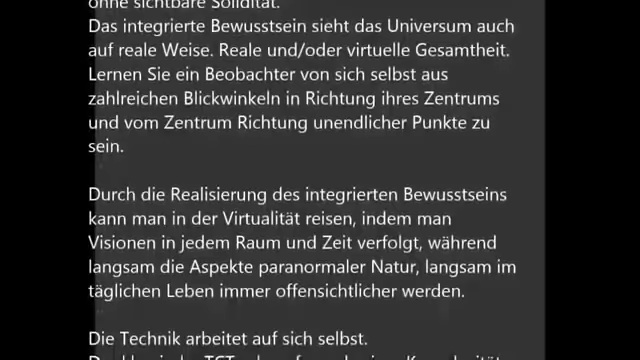 ohne sichtbare Solidität.
Das integrierte Bewusstsein sieht das Universum auch
auf reale Weise. Reale und/oder virtuelle Gesamtheit.
Lernen Sie ein Beobachter von sich selbst aus
zahlreichen Blickwinkeln in Richtung ihres Zentrums
und vom Zentrum Richtung unendlicher Punkte zu
sein.
Durch die Realisierung des integrierten Bewusstseins
kann man in der Virtualität reisen, indem man
Visionen in jedem Raum und Zeit verfolgt, während
langsam die Aspekte paranormaler Natur, langsam im
täglichen Leben immer offensichtlicher werden.
Die Technik arbeitet auf sich selbst.